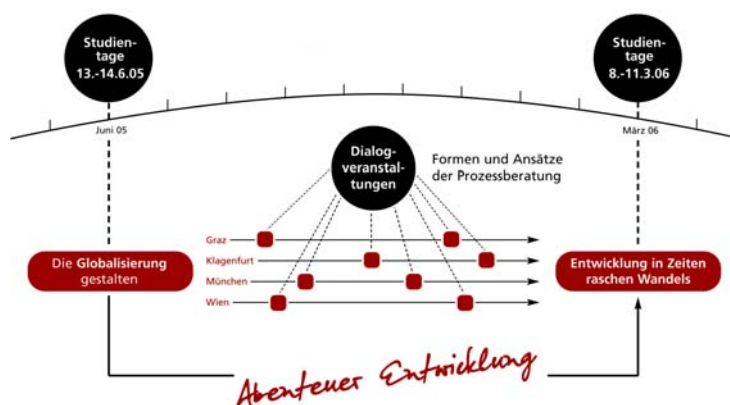 Studien-
tage
13.-14.6.05
Studien-
tage
8.-11.3.06
Juni 05
März 06
Dialog-
veranstal-
tungen
Formen und Ansätze
der Prozessberatung
Graz
Klagenfurt
München
Wien
Die Globalisierung
gestalten
Entwicklung in Zeiten
raschen Wandels
Abenteuer Entwicklung